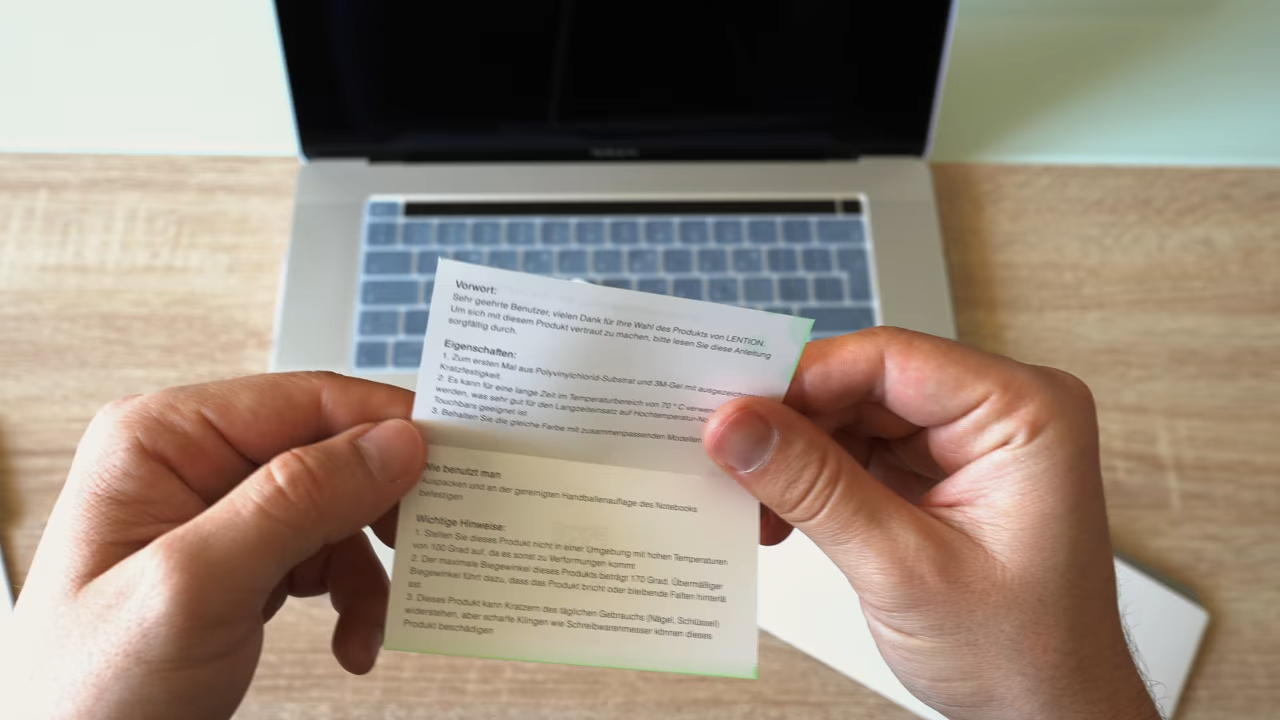 Vorwort:
Sehr geehrte Benutzer, vielen Dank für Ihre Wahl des Produkts von LENTION.
Um sich mit diesem Produkt vertraut zu machen, bitte lesen Sie diese Anleitung
sorgfältig durch.
Eigenschaften:
1. Zum ersten Mal aus Polyvinylchlorid-Substrat und 3M-Gel mit
Kratzfestigkeit.
2. Es kann für eine lange Zeit im Temperaturbereich von 70 ° C
werden, was sehr gut für den Langzeiteinsatz auf Hochtemperatur-
Touchbars geeignet ist
3. Behalten Sie die gleiche Farbe mit zusammenpassenden Modellen
Wie benutzt man
Auspacken und an der gereinigten Handballenauflage des Notebooks
befestigen
Wichtige Hinweise:
1. Stellen Sie dieses Produkt nicht in einer Umgebung mit hohen Temperaturen
von 100 Grad auf, da es sonst zu Verformungen kommt
2. Der maximale Biegewinkel dieses Produkts beträgt 170 Grad. Übermäßiger
Biegewinkel führt dazu, dass das Produkt bricht oder bleibende Falten hinterlä
sst
3. Dieses Produkt kann Kratzern des täglichen Gebrauchs (Nägel, Schlüssel)
widerstehen, aber scharfe Klingen wie Schreibwarenmesser können dieses
Produkt beschädigen